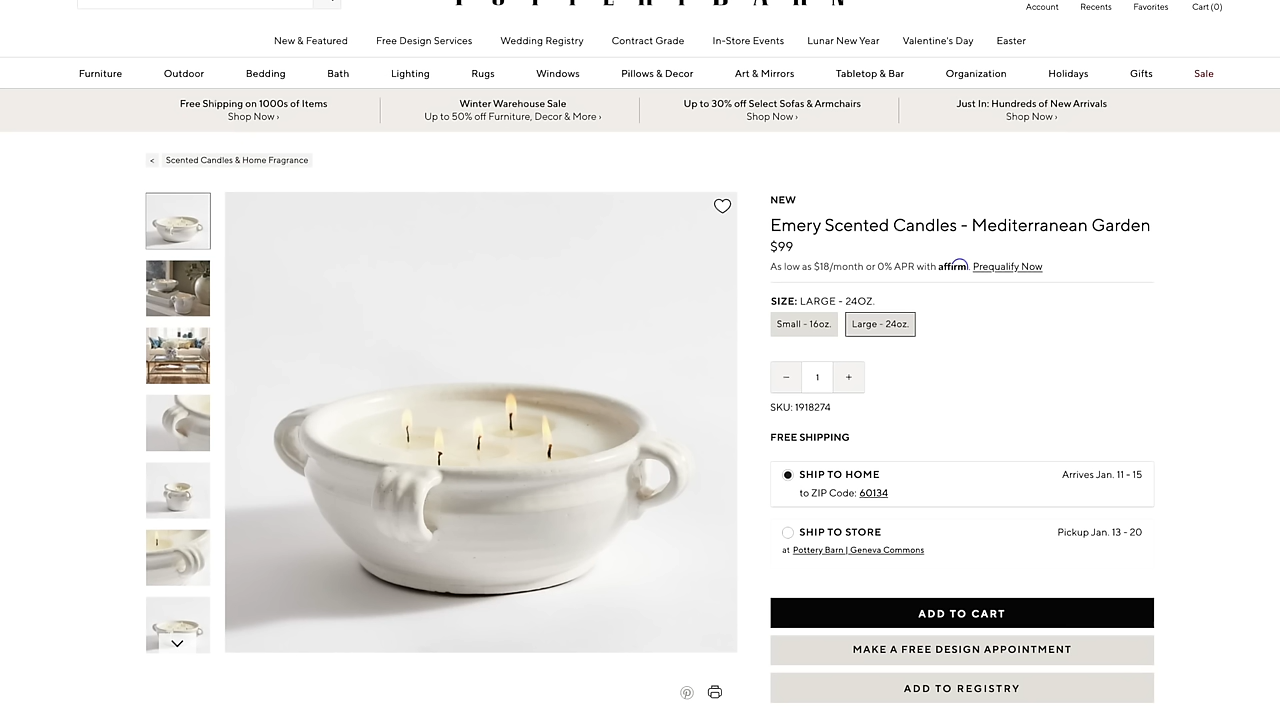 Account Recents Favorites Cart (0)
New & Featured Free Design Services Wedding Registry Contract Grade In-Store Events Lunar New Year Valentine's Day Easter
Furniture Outdoor Bedding Bath Lighting Rugs Windows Pillows & Decor Art & Mirrors Tabletop & Bar Organization Holidays Gifts Sale
Free Shipping on 1000s of Items
Shop Now ›
Winter Warehouse Sale
Up to 50% off Furniture, Decor & More ›
Up to 30% off Select Sofas & Armchairs
Shop Now ›
Just In: Hundreds of New Arrivals
Shop Now ›
< Scented Candles & Home Fragrance
NEW
Emery Scented Candles - Mediterranean Garden
$99
As low as $18/month or 0% APR with affirm. Prequalify Now
SIZE: LARGE - 24OZ.
Small - 16oz. Large - 24oz.
− 1 +
SKU: 1918274
FREE SHIPPING
SHIP TO HOME Arrives Jan. 11 - 15
to ZIP Code: 60134
SHIP TO STORE Pickup Jan. 13 - 20
at Pottery Barn | Geneva Commons
ADD TO CART
MAKE A FREE DESIGN APPOINTMENT
ADD TO REGISTRY